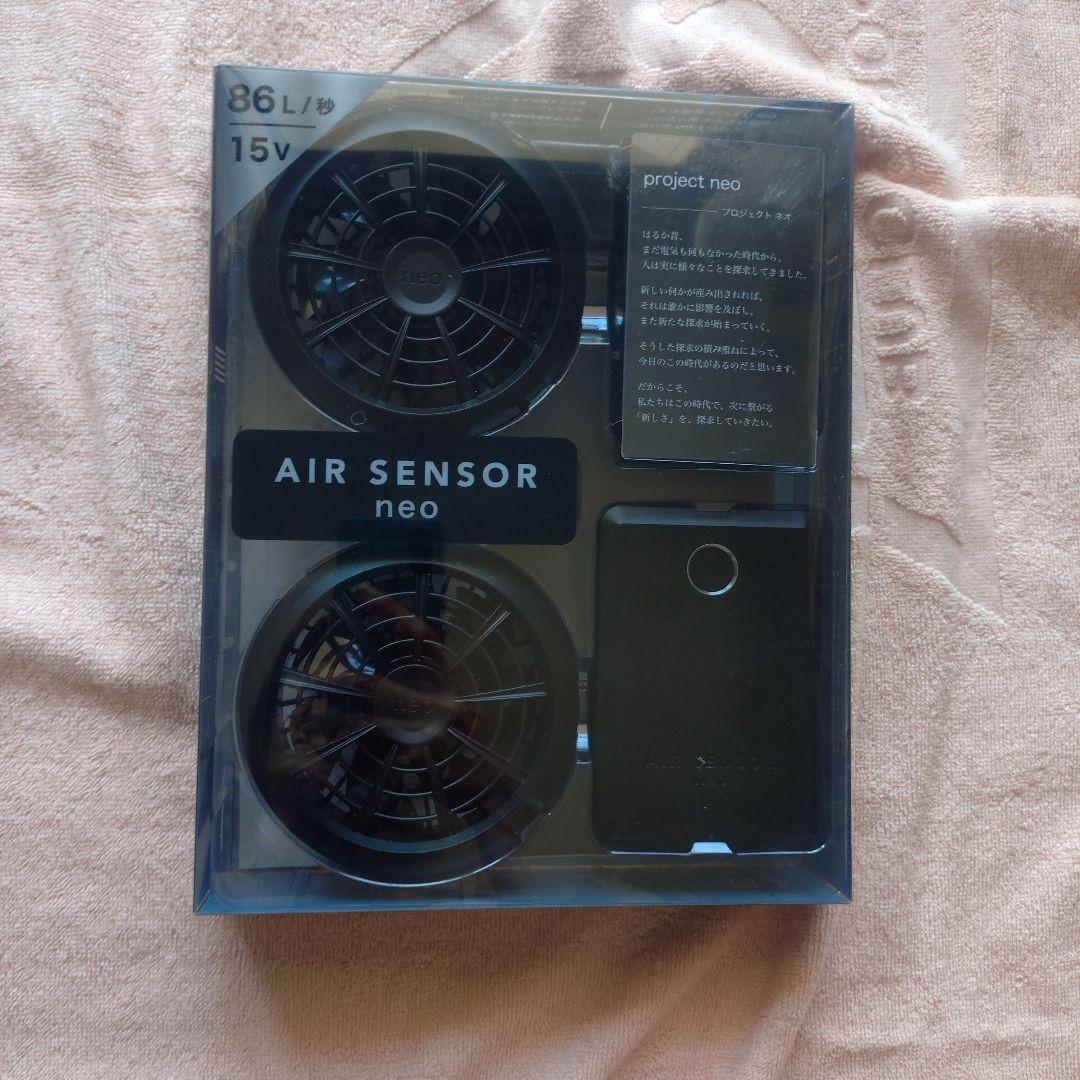 86L/秒
15V
neo
project neo
プロジェクト ネオ
はるか昔、
まだ電気も何もなかった時代から、
人は実に様々なことを探求してきました。
新しい何かが産み出されれば、
それは誰かに影響を及ぼし、
また新たな探求が始まっていく。
そうした探求の積み重ねによって、
今日のこの時代があるのだと思います。
だからこそ、
私たちはこの時代で、次に繋がる
「新しさ」を、探求していきたい。
AIR SENSOR
neo
neo
AIR SENSOR
neo